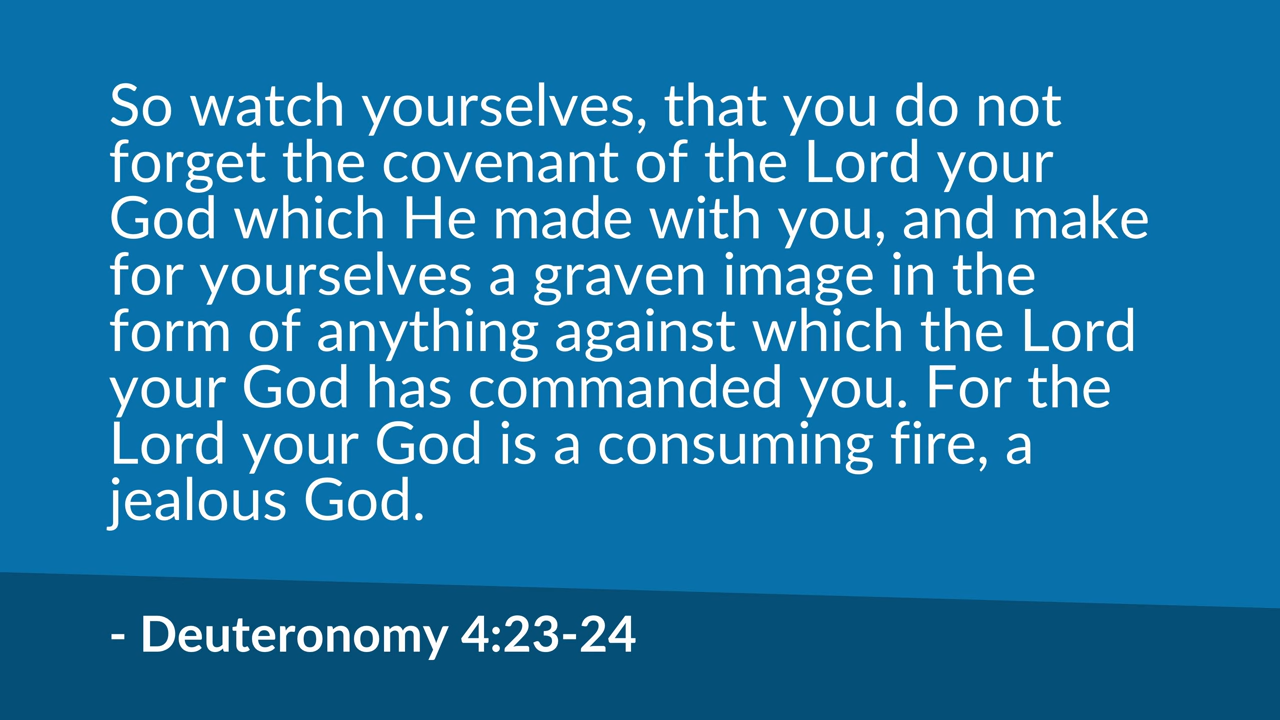 So watch yourselves, that you do not
forget the covenant of the Lord your
God which He made with you, and make
for yourselves a graven image in the
form of anything against which the Lord
your God has commanded you. For the
Lord your God is a consuming fire, a
jealous God.
- Deuteronomy 4:23-24